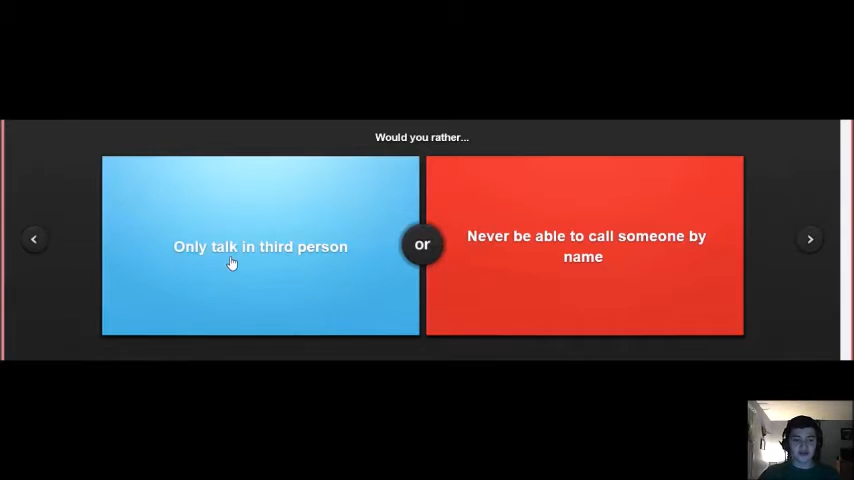 Would you rather...
Only talk in third person
or
Never be able to call someone by
name